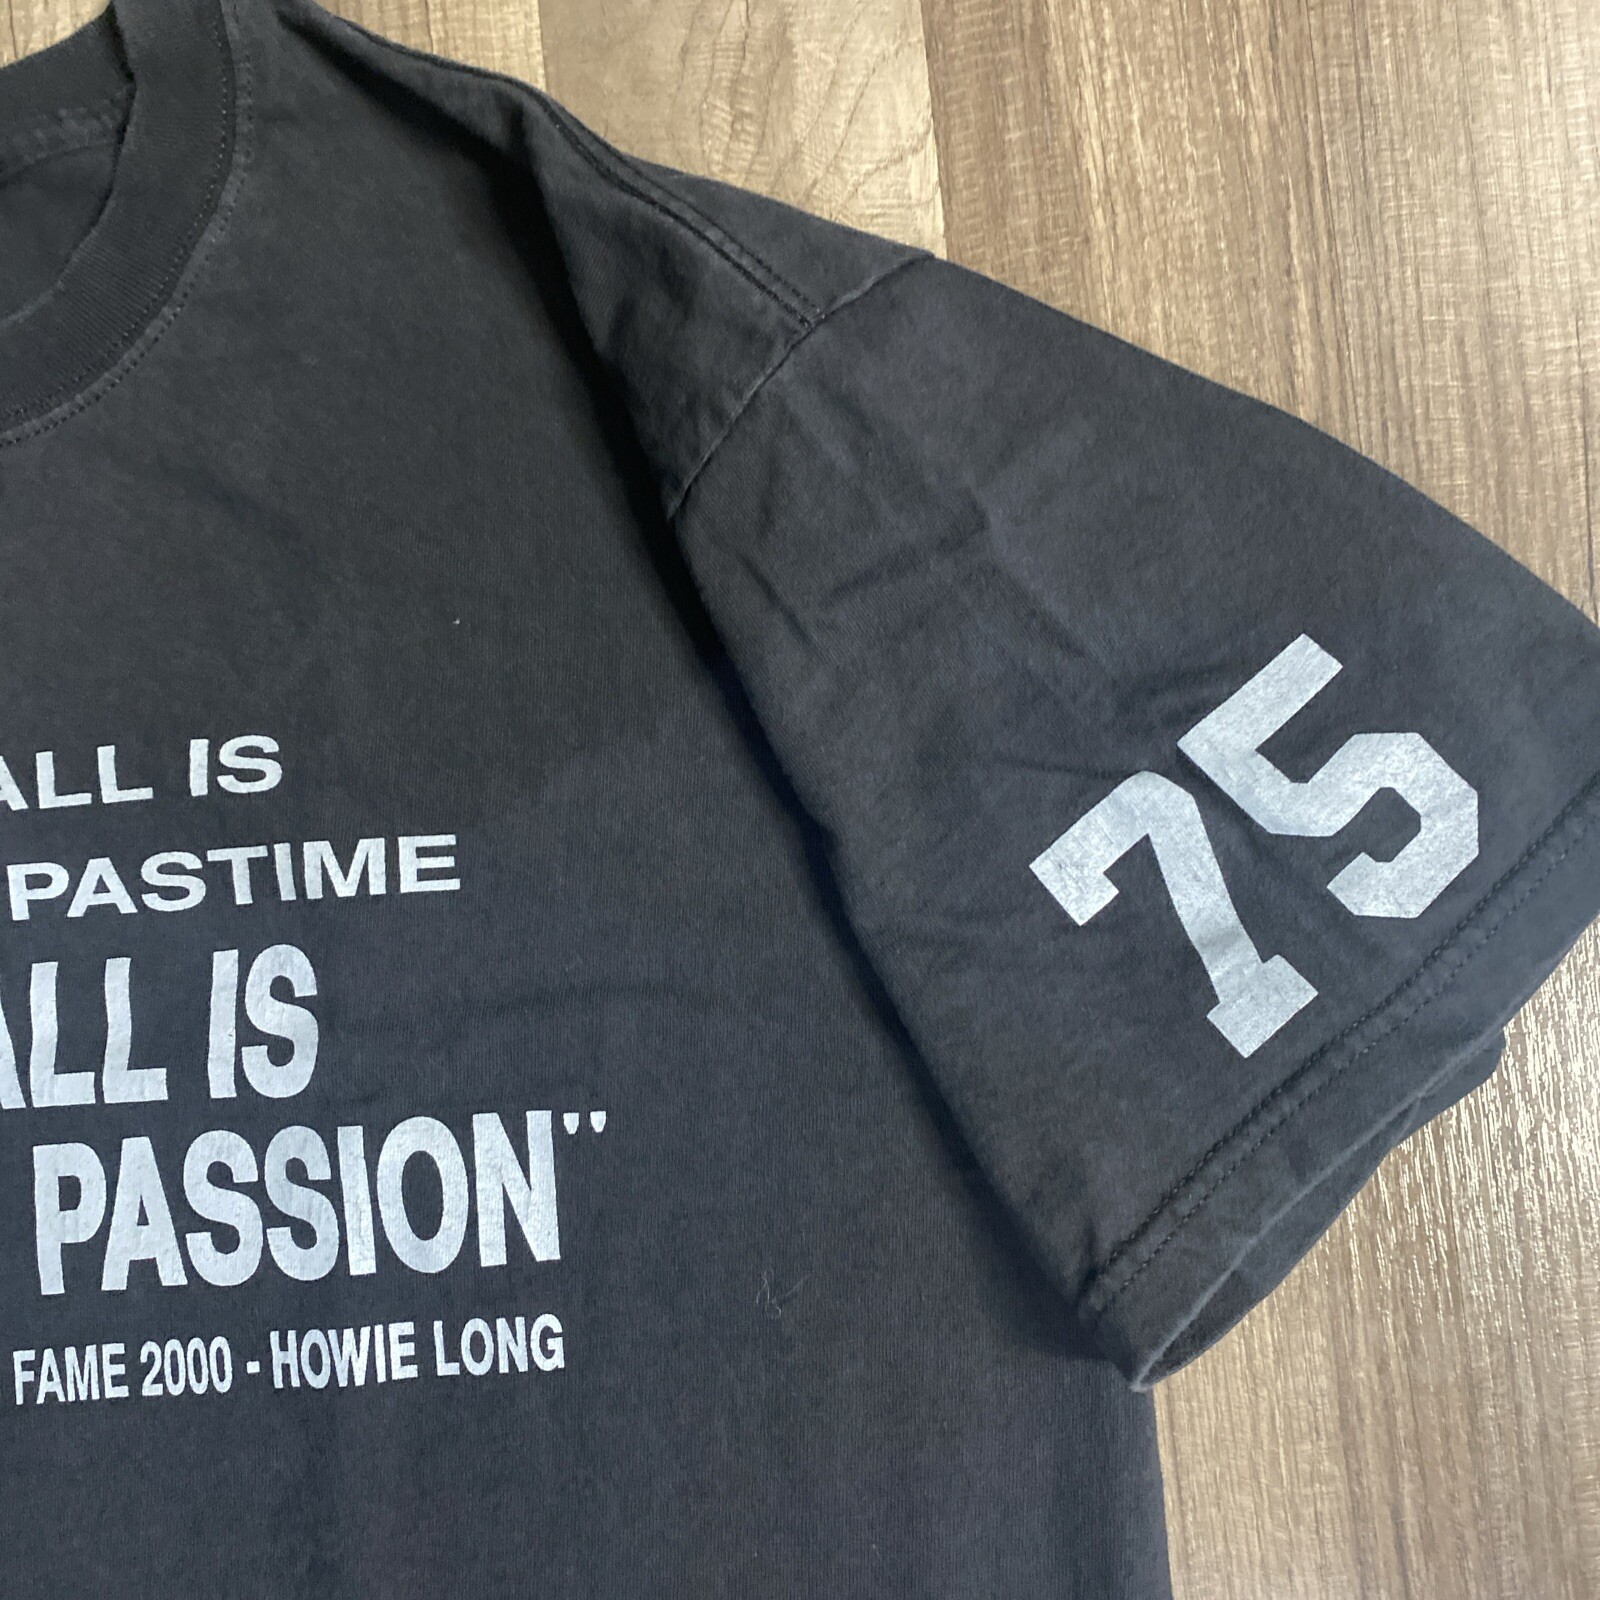 ALL IS
PASTIME
ALL IS
PASSION"
FAME 2000 - HOWIE LONG
75